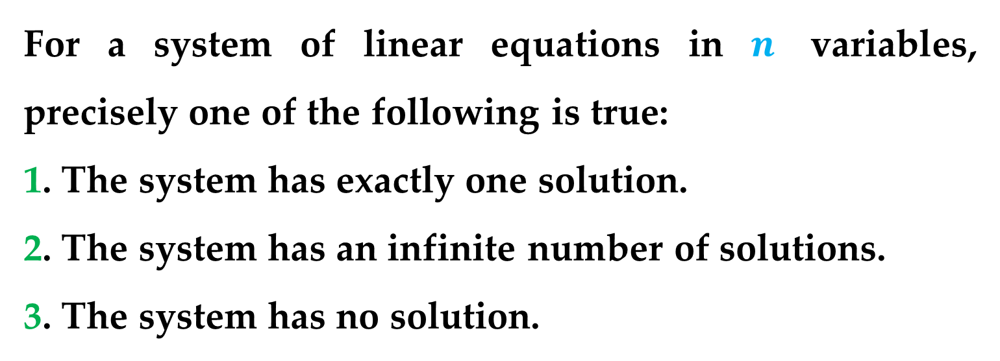 For a system of linear equations in n variables,
precisely one of the following is true:
1. The system has exactly one solution.
2. The system has an infinite number of solutions.
3. The system has no solution.